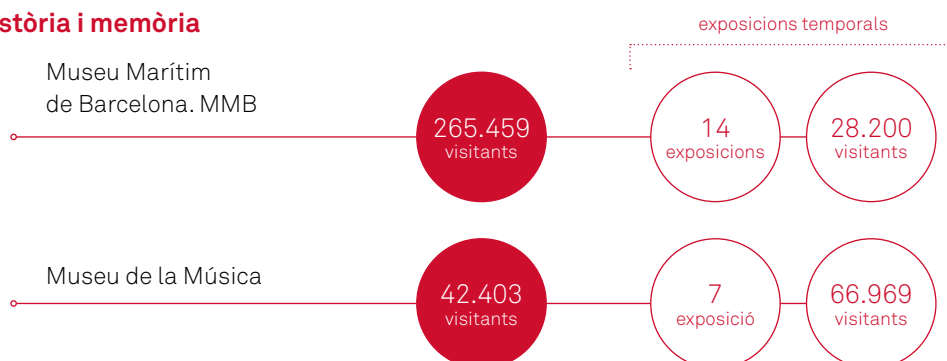 stòria i memòria
exposicions temporals
Museu Marítim
de Barcelona. MMB
265.459
visitants
14
exposicions
28.200
visitants
Museu de la Música
42.403
visitants
7
exposició
66.969
visitants